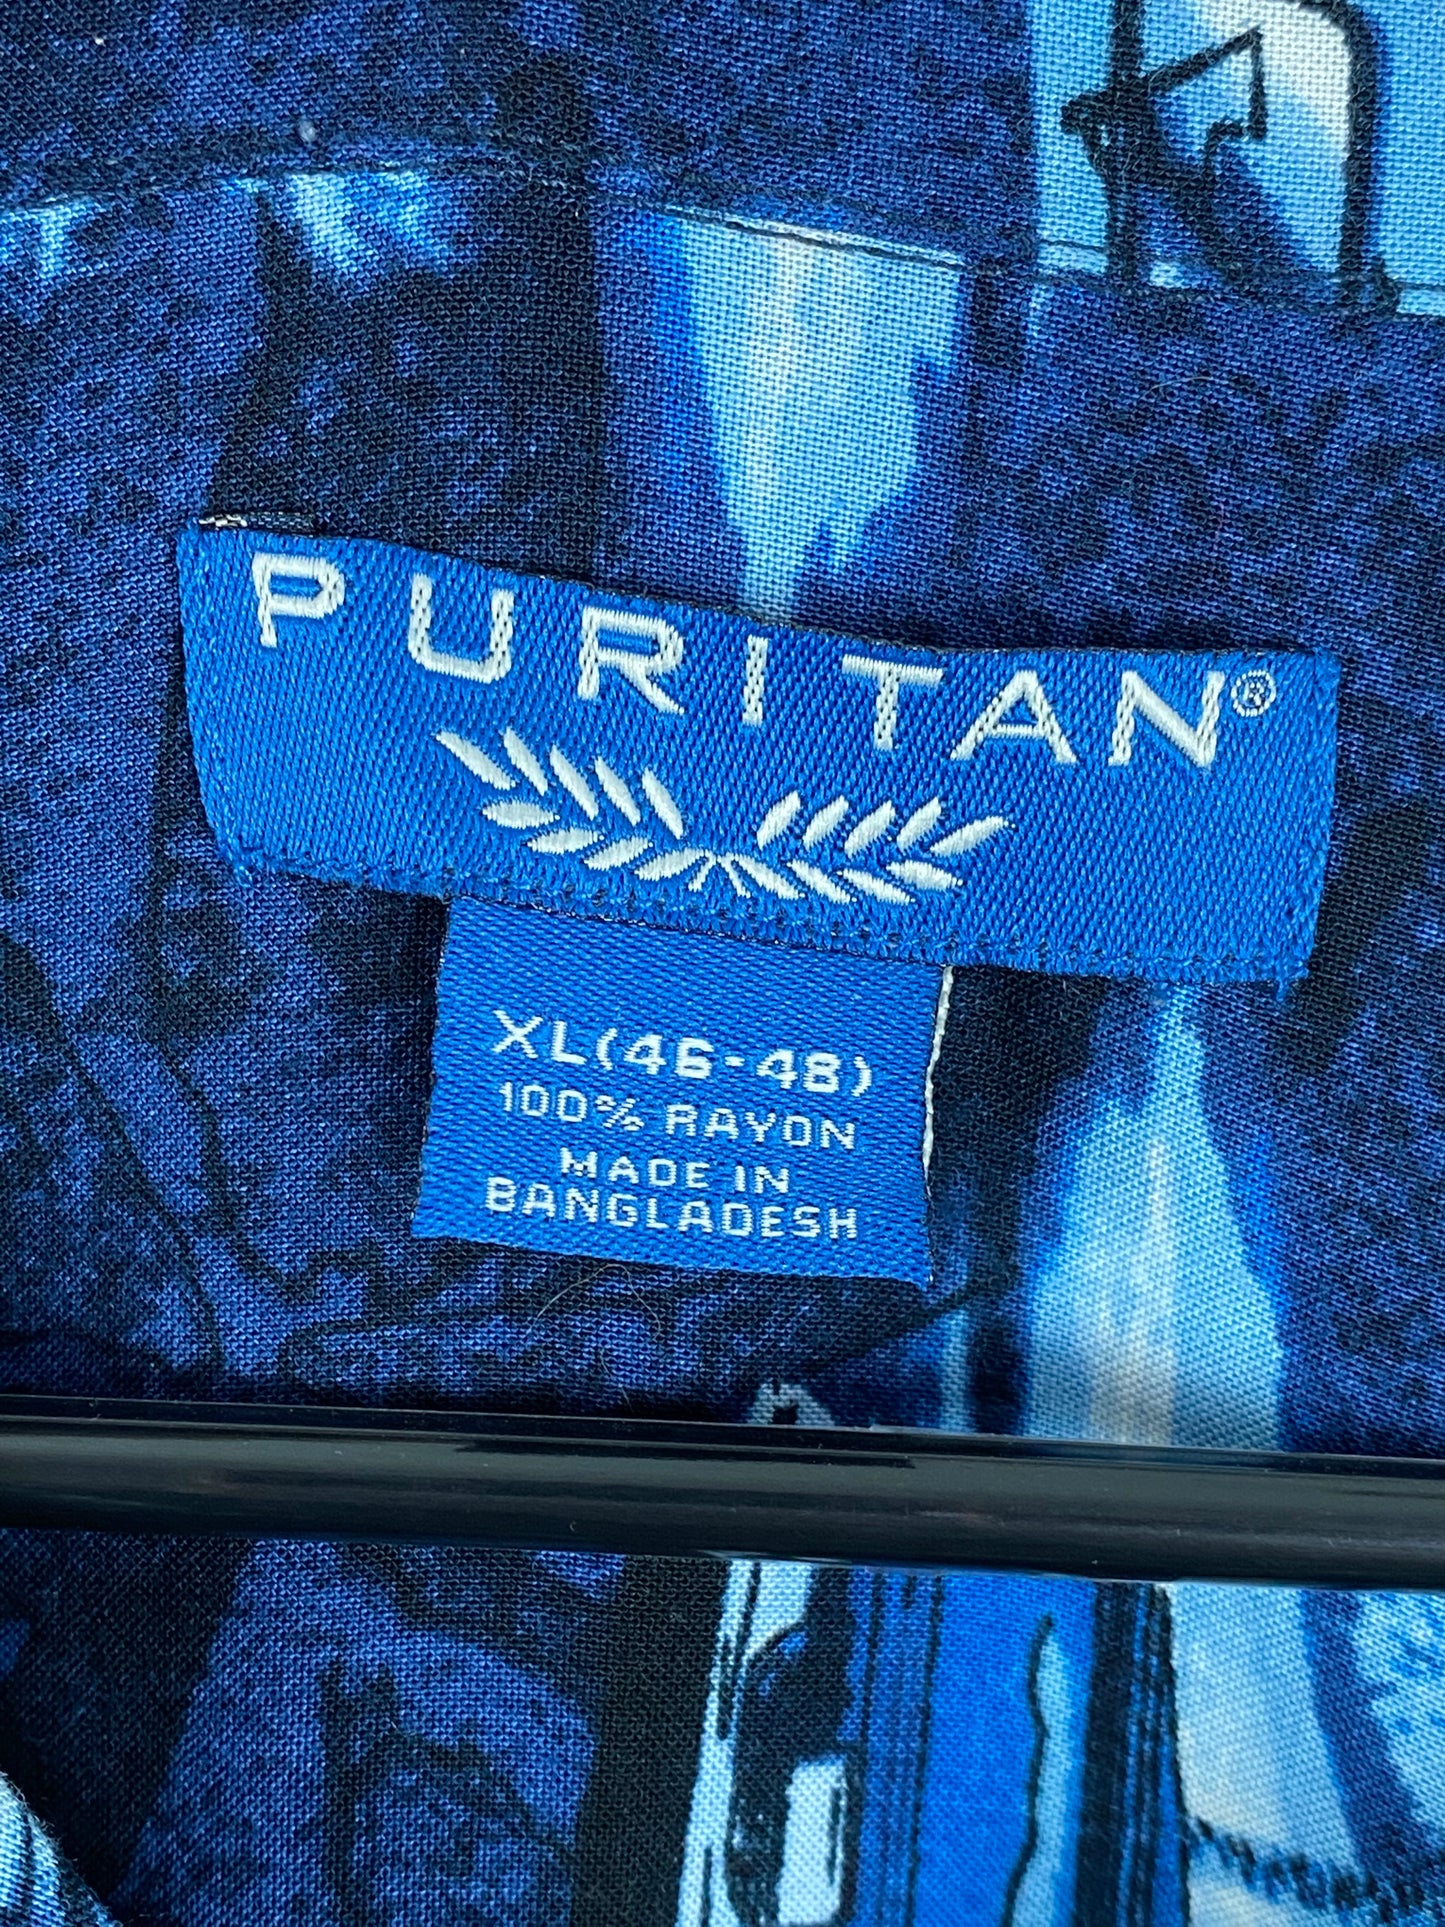 PURITAN®
XL(46-48)
100% RAYON
MADE IN
BANGLADESH